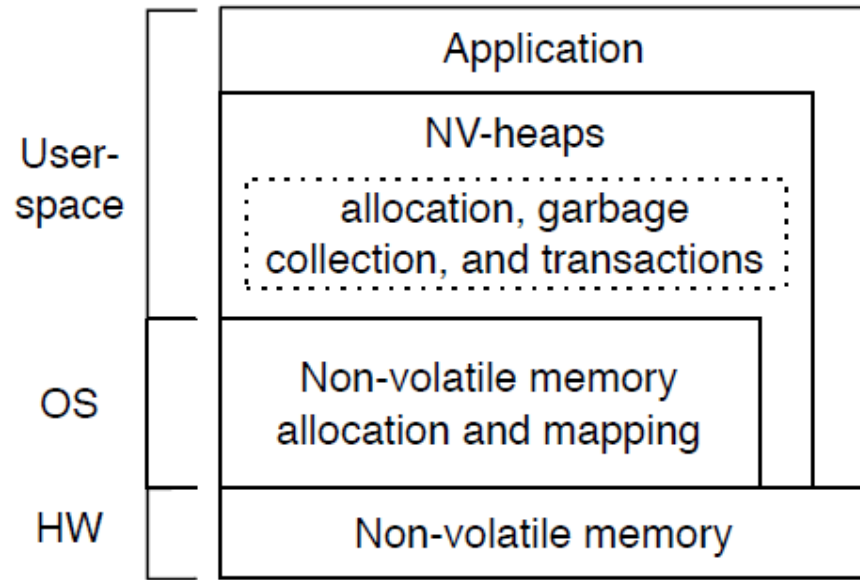 Application
NV-heaps
User-
space
allocation, garbage
collection, and transactions
OS
Non-volatile memory
allocation and mapping
HW
Non-volatile memory